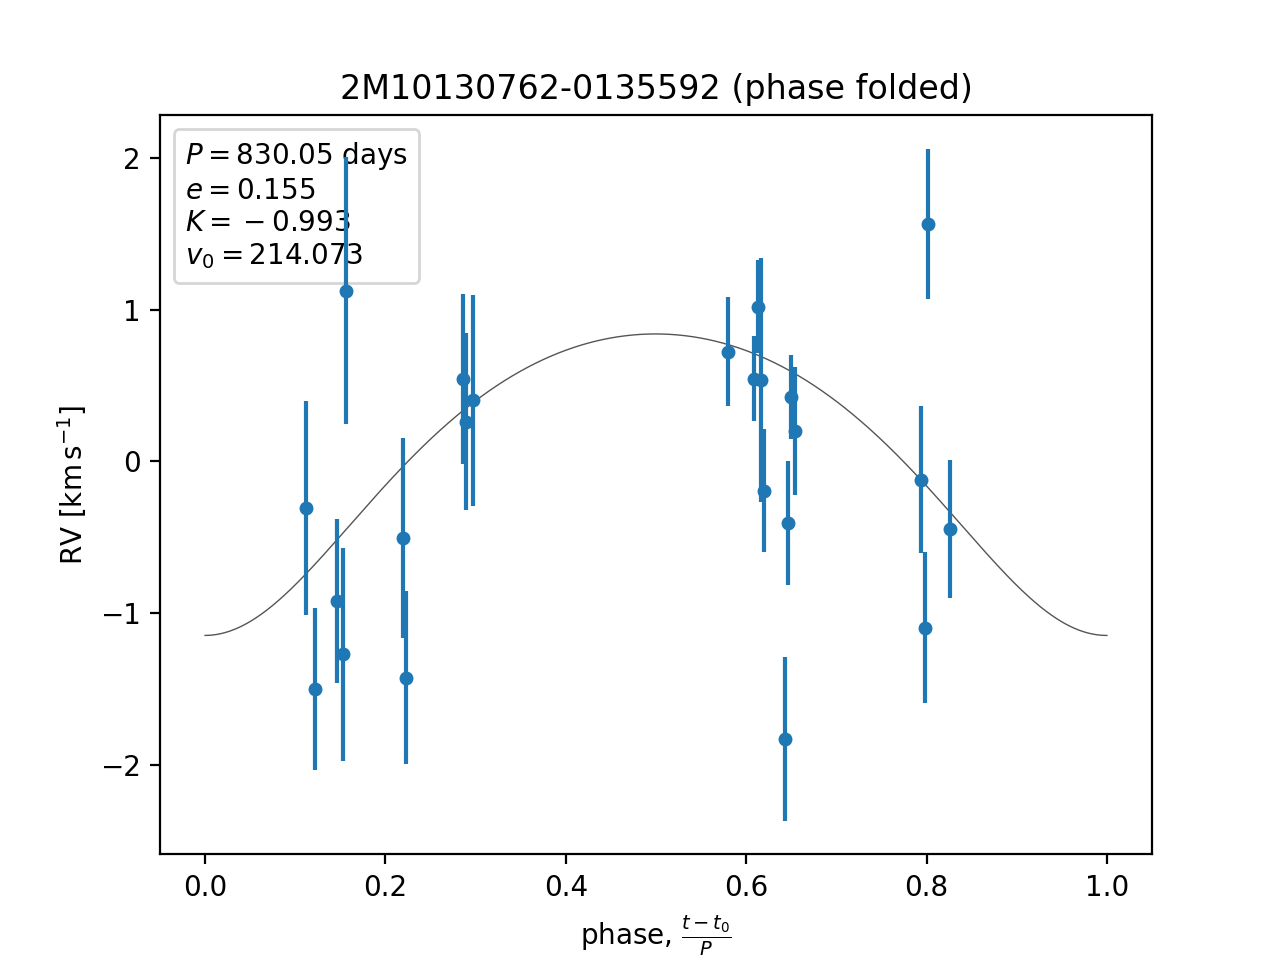 2M10130762-0135592 (phase folded)
P = 830.05 days
e = 0.155
K = −0.993
v₀ = 214.073
2
1
0
−1
−2
RV [km s⁻¹]
0.0 0.2 0.4 0.6 0.8 1.0
phase, (t − t₀)/P